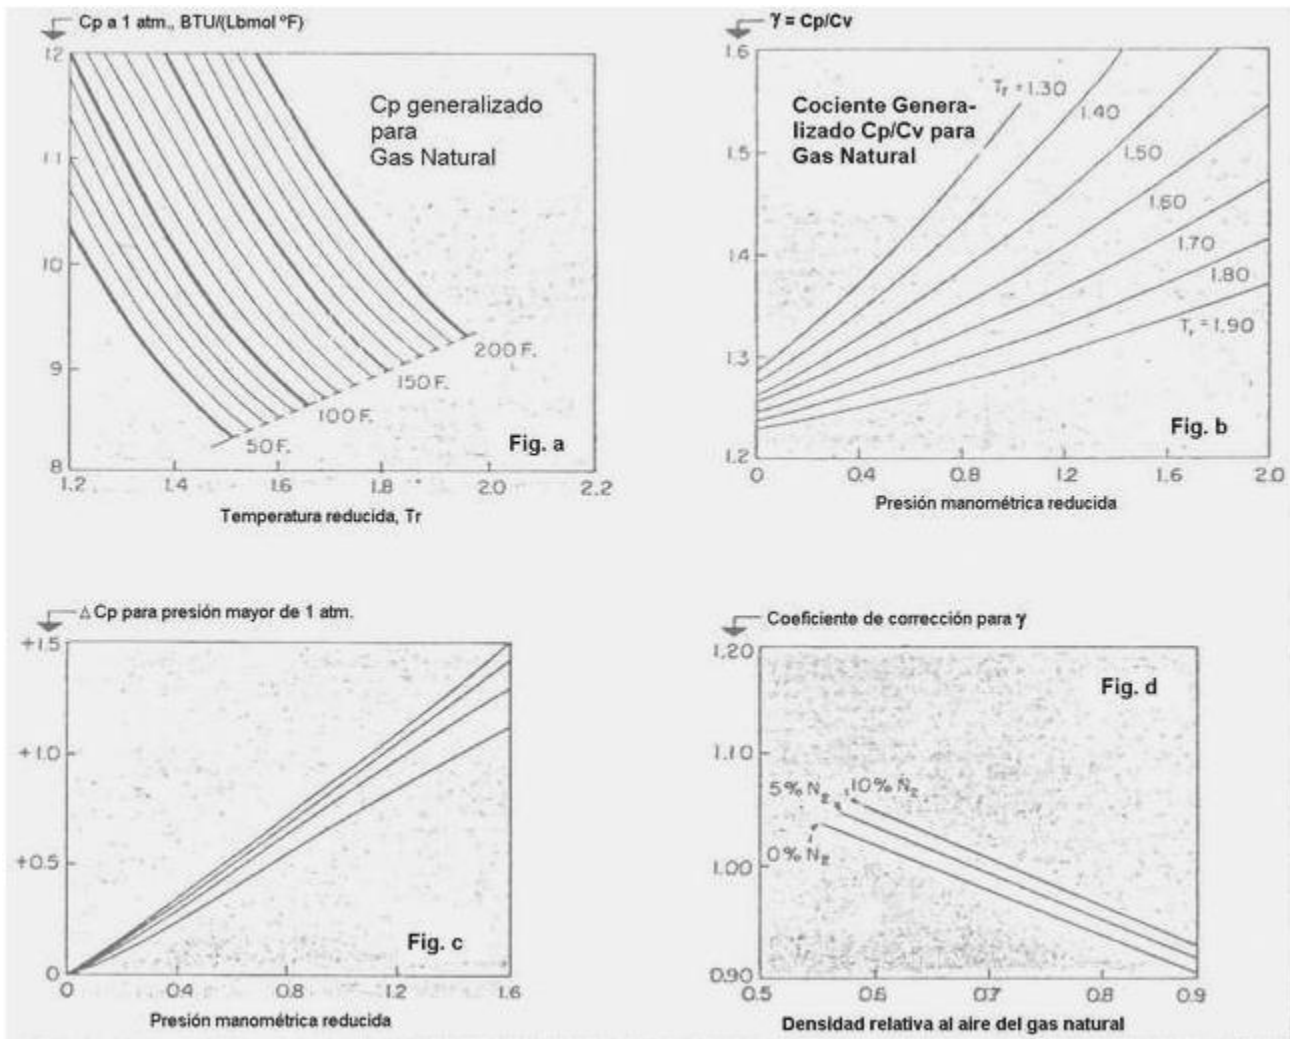 Cp a 1 atm., BTU/(Lbmol ºF)
12
11
10
9
8
Cp generalizado
para
Gas Natural
200 F.
150 F.
100 F.
50 F.
Fig. a
1.2
1.4
1.6
1.8
2.0
2.2
Temperatura reducida, Tr
γ = Cp/Cv
1.6
1.5
1.4
1.3
1.2
Cociente Genera-
lizado Cp/Cv para
Gas Natural
Tr = 1.30
1.40
1.50
1.60
1.70
1.80
Tr = 1.90
Fig. b
0
0.4
0.8
1.2
1.6
2.0
Presión manométrica reducida
Δ Cp para presión mayor de 1 atm.
+1.5
+1.0
+0.5
0
Fig. c
0
0.4
0.8
1.2
1.6
Presión manométrica reducida
Coeficiente de corrección para γ
1.20
1.10
1.00
0.90
Fig. d
5% N2
10% N2
0% N2
0.5
0.6
0.7
0.8
0.9
Densidad relativa al aire del gas natural